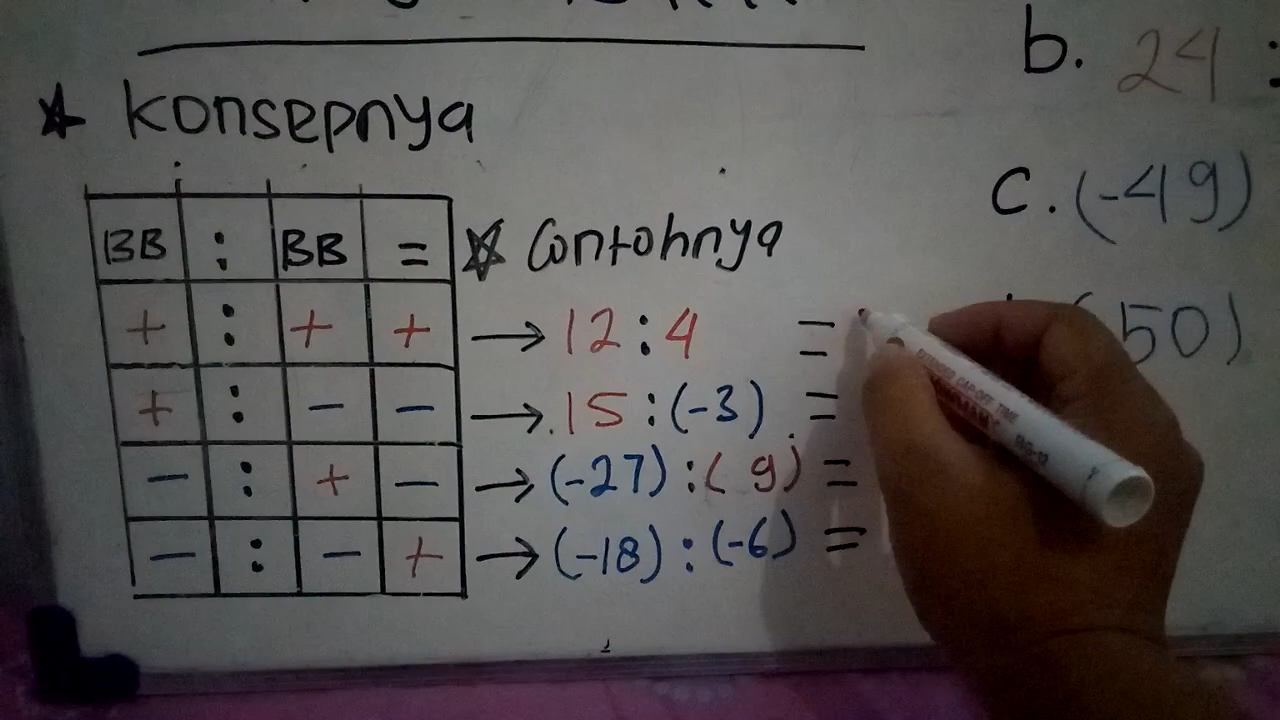 ★ Konsepnya
BB : BB =
+ : + +
+ : - -
- : + -
- : - +
★ Contohnya
→ 12 : 4 =
→ 15 : (-3) =
→ (-27) : (9) =
→ (-18) : (-6) =
b. 24 :
c. (-49)
50)